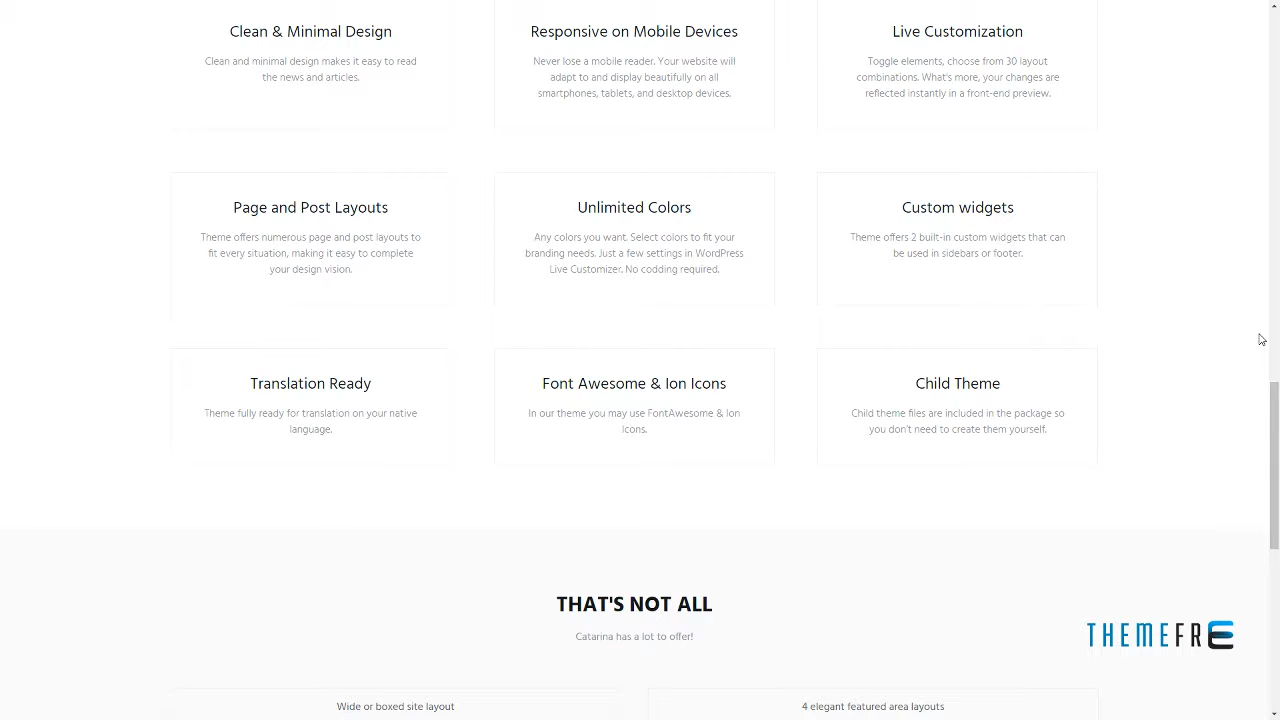 Clean & Minimal Design
Clean and minimal design makes it easy to read
the news and articles.
Responsive on Mobile Devices
Never lose a mobile reader. Your website will
adapt to and display beautifully on all
smartphones, tablets, and desktop devices.
Live Customization
Toggle elements, choose from 30 layout
combinations. What's more, your changes are
reflected instantly in a front-end preview.
Page and Post Layouts
Theme offers numerous page and post layouts to
fit every situation, making it easy to complete
your design vision.
Unlimited Colors
Any colors you want. Select colors to fit your
branding needs. Just a few settings in WordPress
Live Customizer. No codding required.
Custom widgets
Theme offers 2 built-in custom widgets that can
be used in sidebars or footer.
Translation Ready
Theme fully ready for translation on your native
language.
Font Awesome & Ion Icons
In our theme you may use FontAwesome & Ion
Icons.
Child Theme
Child theme files are included in the package so
you don't need to create them yourself.
THAT'S NOT ALL
Catarina has a lot to offer!
THEMEFRE
Wide or boxed site layout
4 elegant featured area layouts